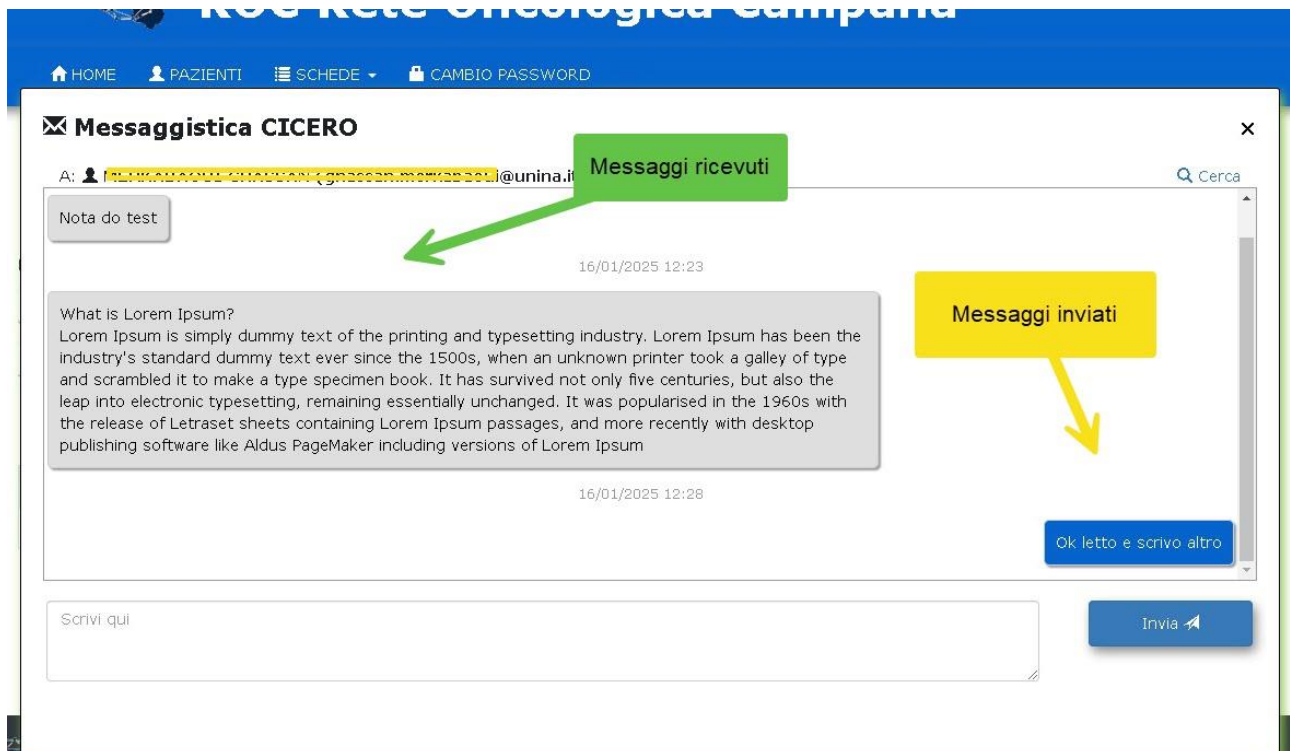 ROC Rete Oncologica Campana
HOME PAZIENTI SCHEDE CAMBIO PASSWORD
Messaggistica CICERO
Messaggi ricevuti
A: @unina.it
Cerca
Nota do test
16/01/2025 12:23
Messaggi inviati
What is Lorem Ipsum?
Lorem Ipsum is simply dummy text of the printing and typesetting industry. Lorem Ipsum has been the
industry's standard dummy text ever since the 1500s, when an unknown printer took a galley of type
and scrambled it to make a type specimen book. It has survived not only five centuries, but also the
leap into electronic typesetting, remaining essentially unchanged. It was popularised in the 1960s with
the release of Letraset sheets containing Lorem Ipsum passages, and more recently with desktop
publishing software like Aldus PageMaker including versions of Lorem Ipsum
16/01/2025 12:28
Ok letto e scrivo altro
Scrivi qui
Invia